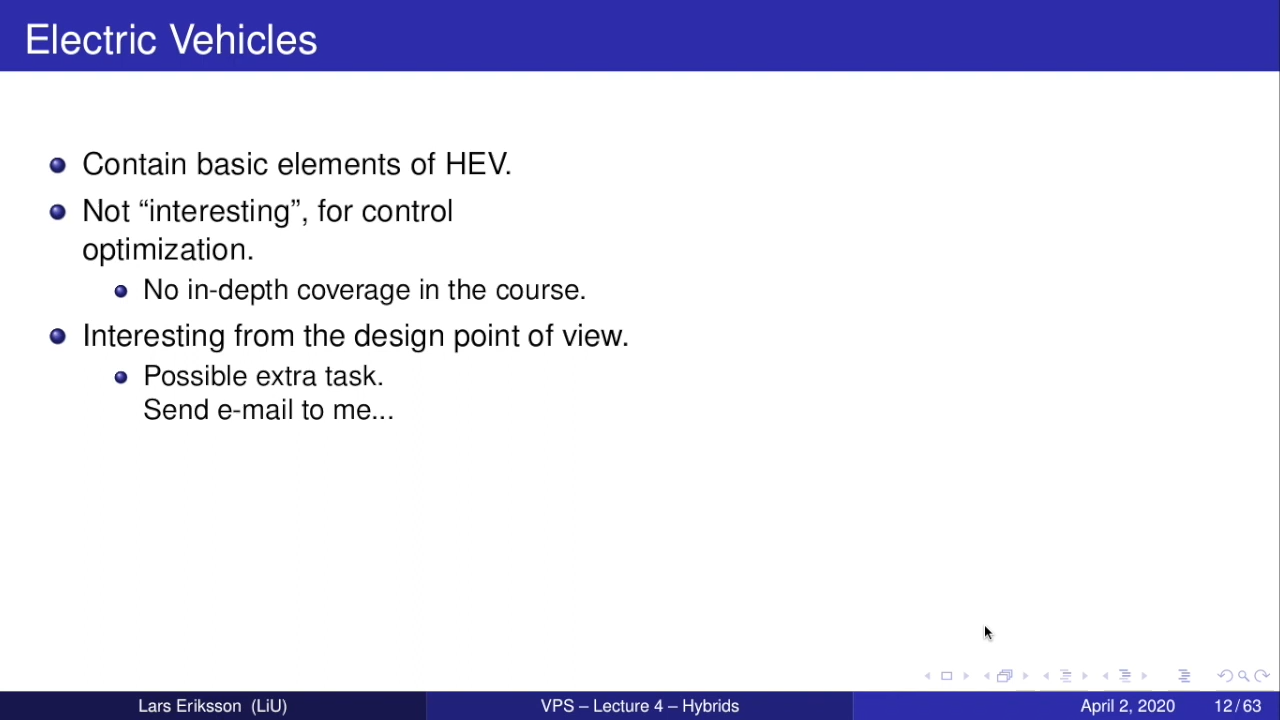 Electric Vehicles
Contain basic elements of HEV.
Not “interesting”, for control
optimization.
No in-depth coverage in the course.
Interesting from the design point of view.
Possible extra task.
Send e-mail to me...
Lars Eriksson (LiU)
VPS – Lecture 4 – Hybrids
April 2, 2020
12 / 63